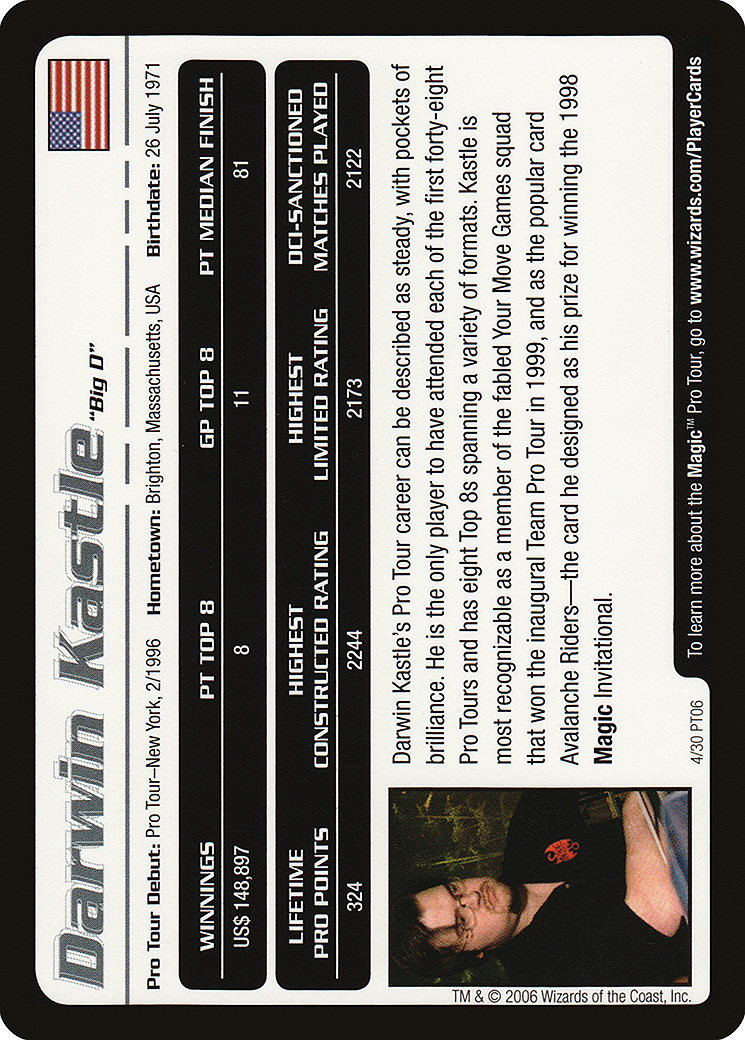 Darwin Kastle "Big D"
Pro Tour Debut: Pro Tour–New York, 2/1996 Hometown: Brighton, Massachusetts, USA Birthdate: 26 July 1971
WINNINGS PT TOP 8 GP TOP 8 PT MEDIAN FINISH
US$ 148,897 8 11 81
LIFETIME HIGHEST HIGHEST DCI-SANCTIONED
PRO POINTS CONSTRUCTED RATING LIMITED RATING MATCHES PLAYED
324 2244 2173 2122
Darwin Kastle's Pro Tour career can be described as steady, with pockets of
brilliance. He is the only player to have attended each of the first forty-eight
Pro Tours and has eight Top 8s spanning a variety of formats. Kastle is
most recognizable as a member of the fabled Your Move Games squad
that won the inaugural Team Pro Tour in 1999, and as the popular card
Avalanche Riders—the card he designed as his prize for winning the 1998
Magic Invitational.
TM & © 2006 Wizards of the Coast, Inc.
4/30 PT06
To learn more about the Magic™ Pro Tour, go to www.wizards.com/PlayerCards